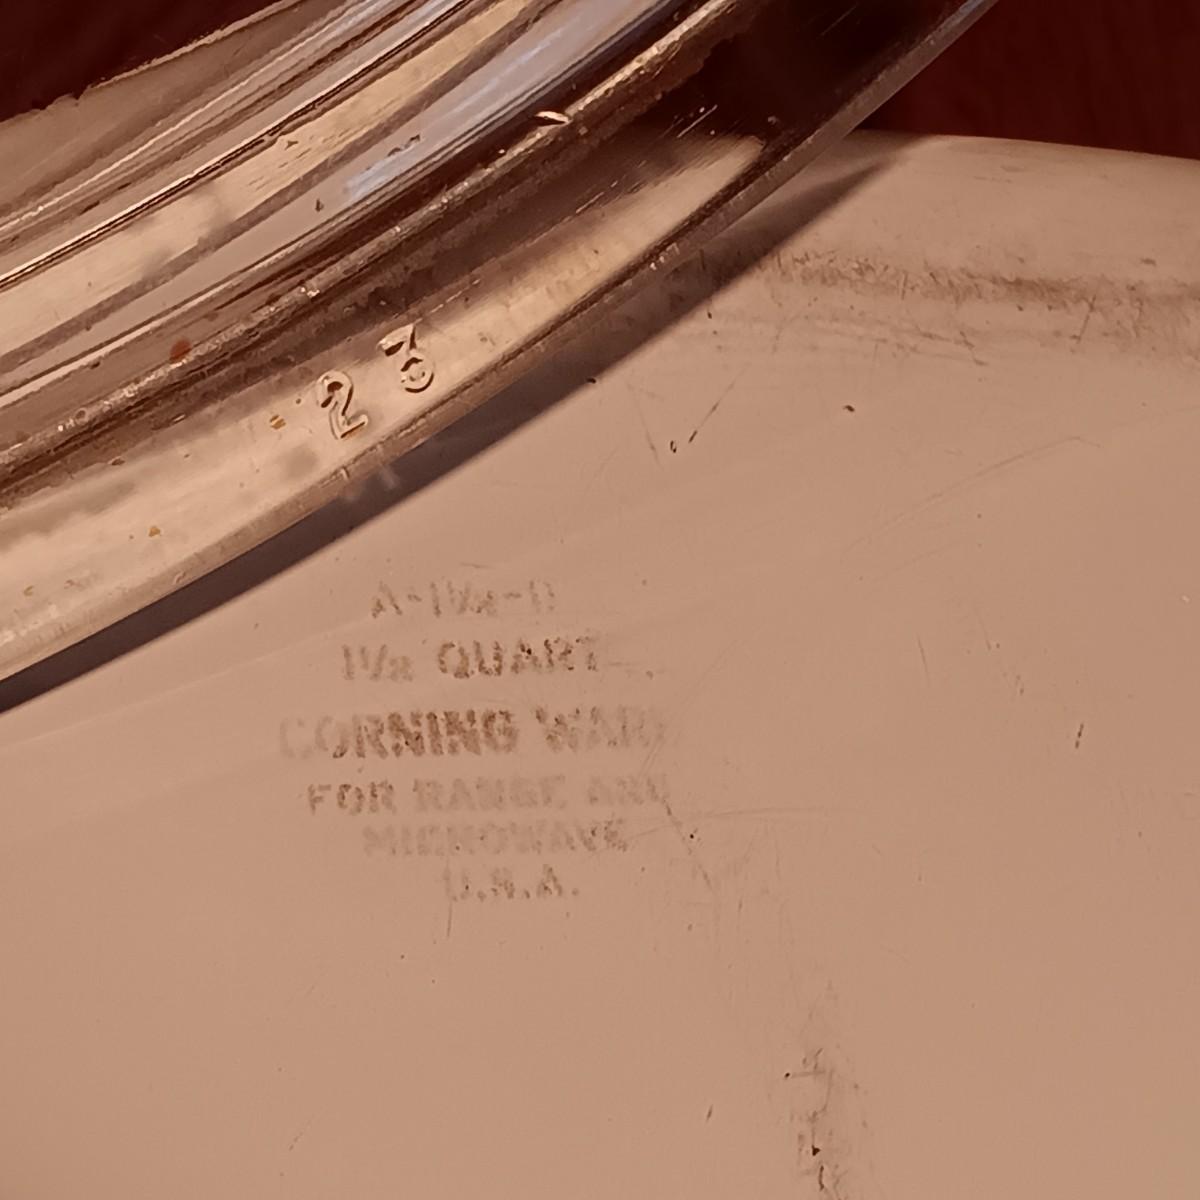 23
A-1½-B
1½ QUART
CORNING WARE
FOR RANGE AND
MICROWAVE
U.S.A.